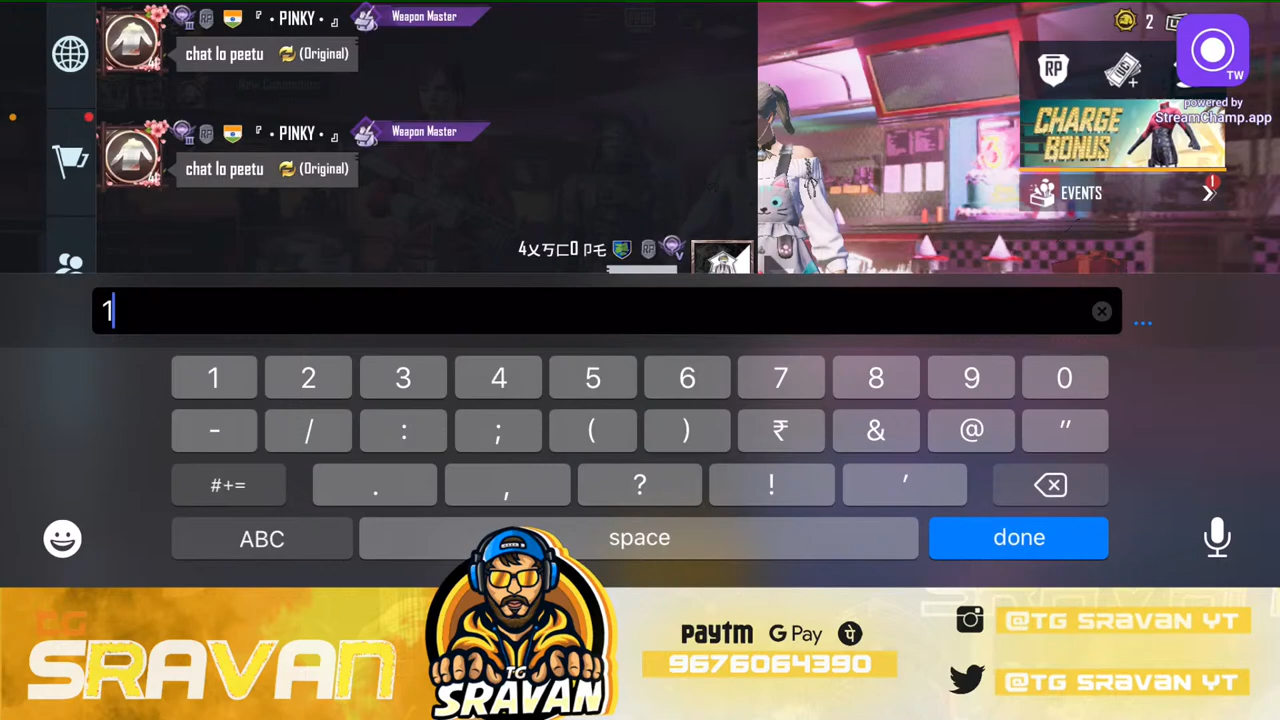 『 • PINKY • 』 Weapon Master
chat lo peetu (Original)
『 • PINKY • 』 Weapon Master
chat lo peetu (Original)
RP
2
TW
powered by
StreamChamp.app
CHARGE
BONUS
EVENTS
1
1 2 3 4 5 6 7 8 9 0
- / : ; ( ) ₹ & @ "
#+= . , ? ! '
ABC space done
TG
SRAVAN
TG
SRAVAN
paytm G Pay
9676064390
@TG SRAVAN YT
@TG SRAVAN YT